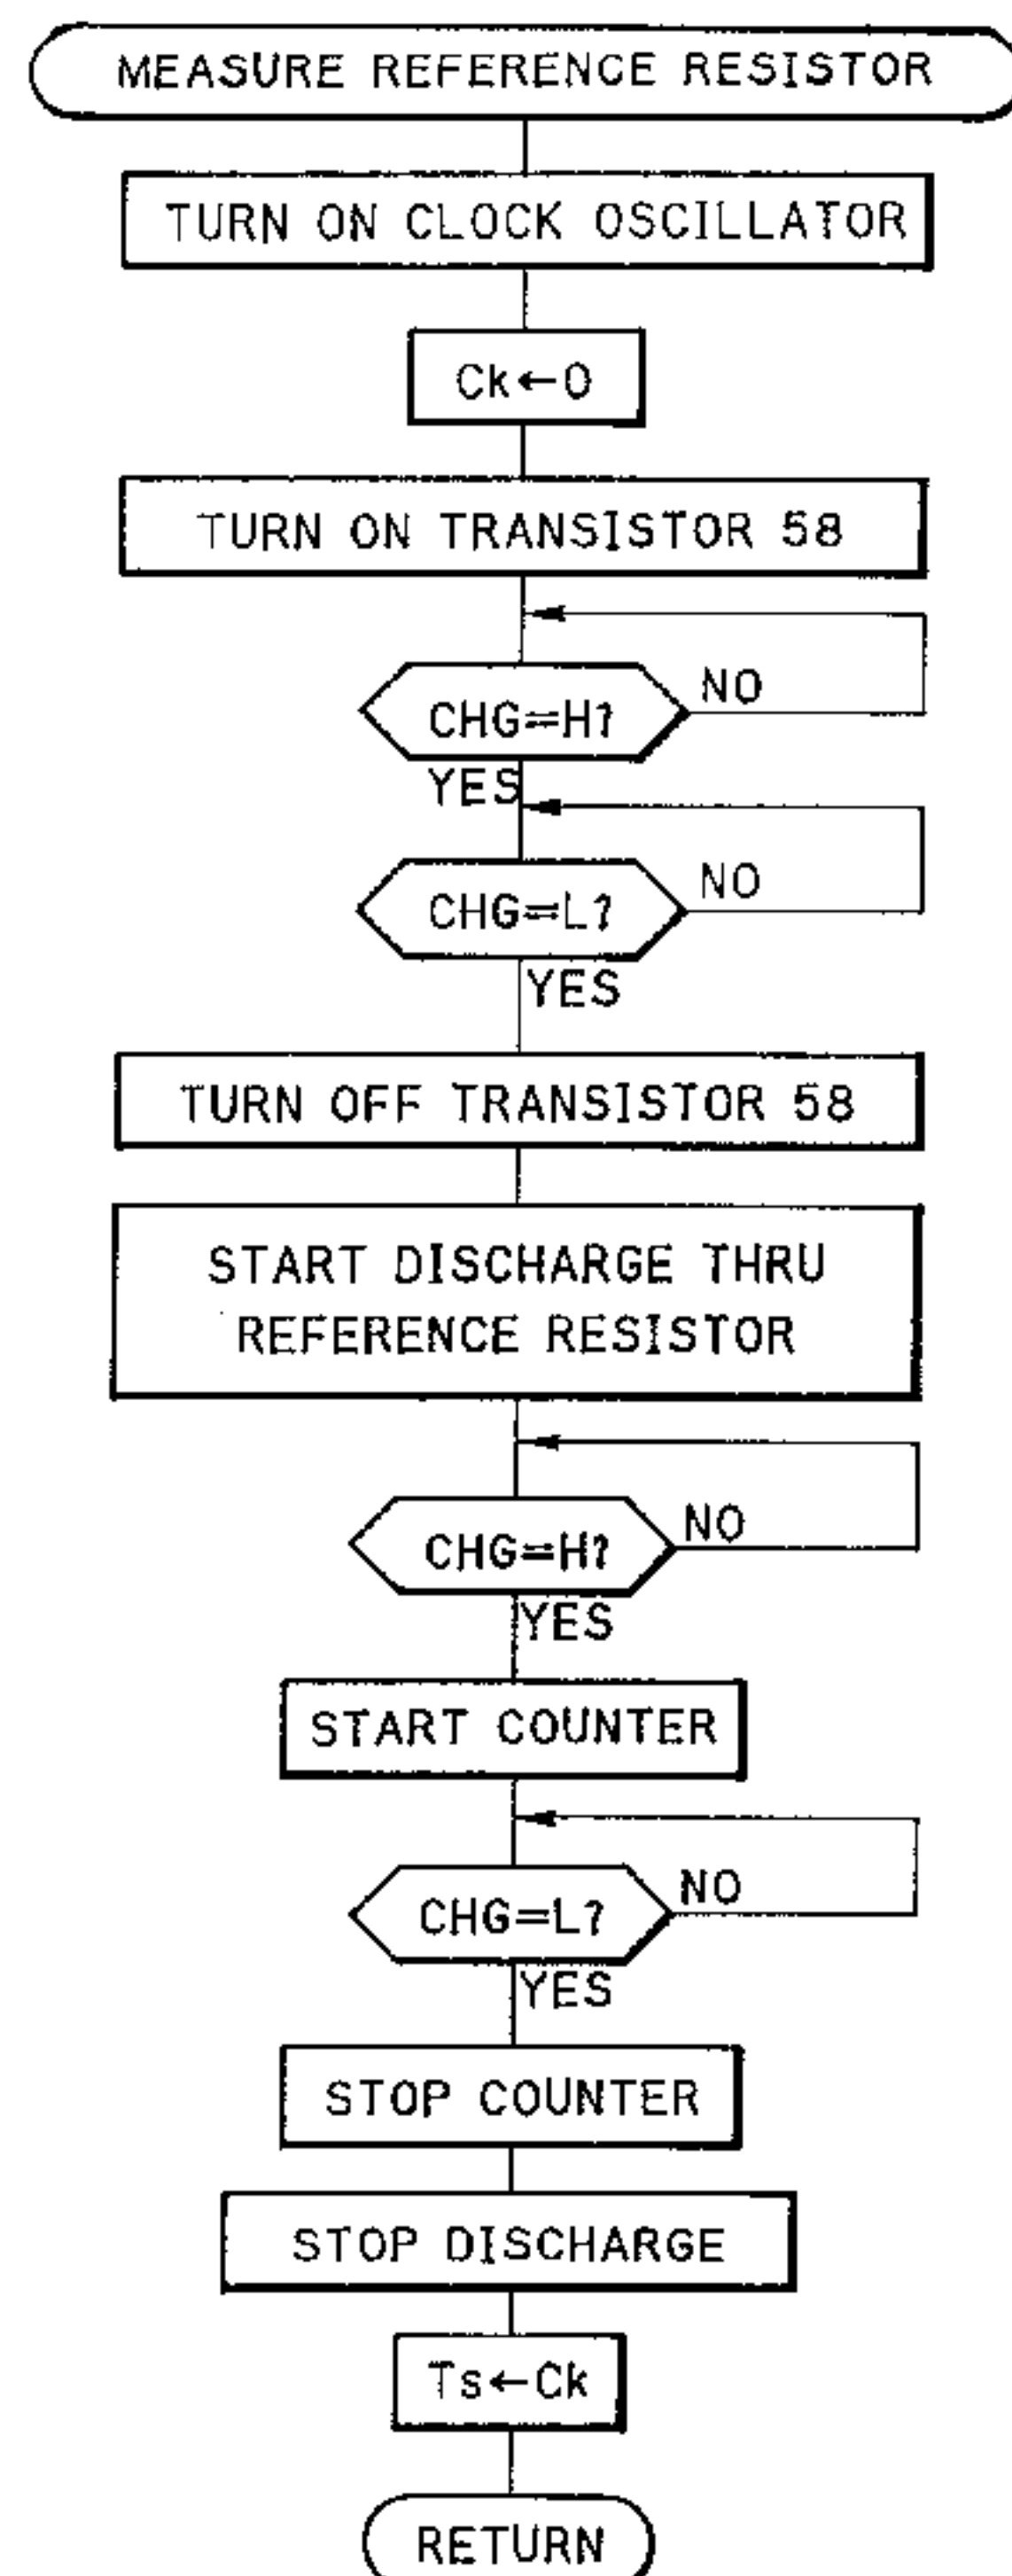 MEASURE REFERENCE RESISTOR
TURN ON CLOCK OSCILLATOR
Ck←0
TURN ON TRANSISTOR 58
CHG=H?
NO
YES
CHG=L?
NO
YES
TURN OFF TRANSISTOR 58
START DISCHARGE THRU
REFERENCE RESISTOR
CHG=H?
NO
YES
START COUNTER
CHG=L?
NO
YES
STOP COUNTER
STOP DISCHARGE
Ts←Ck
RETURN